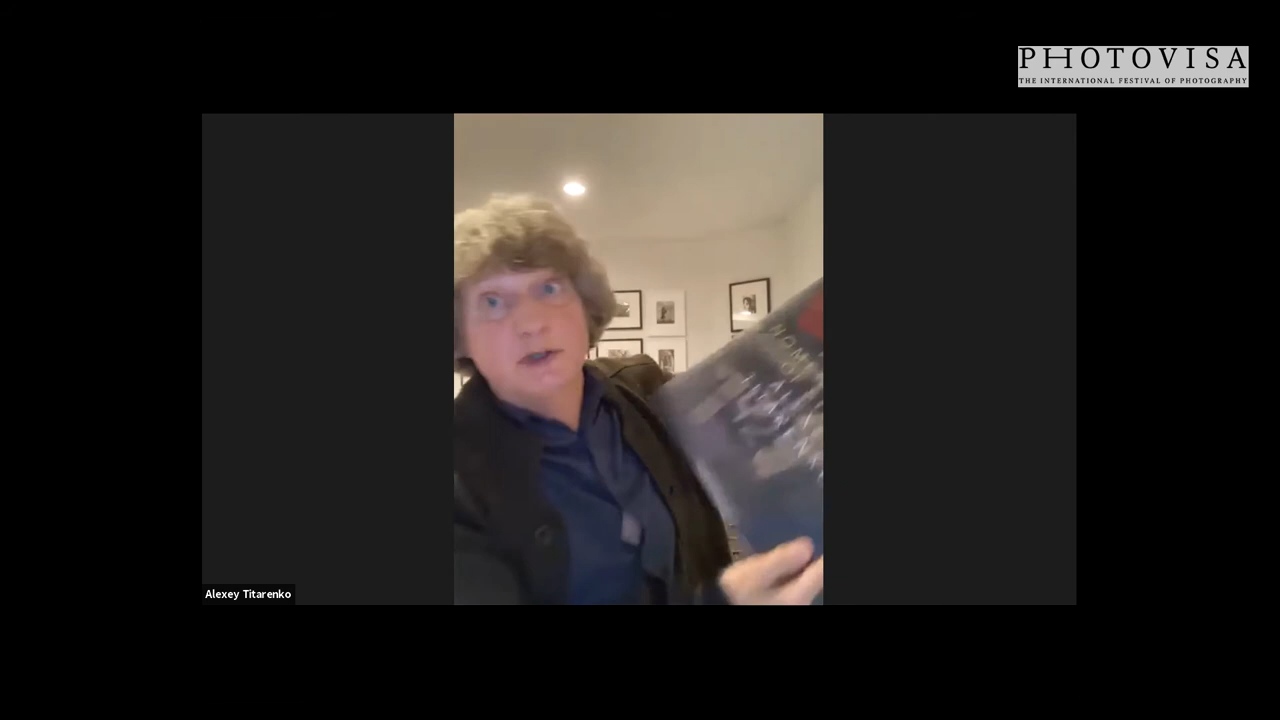 PHOTOVISA
THE INTERNATIONAL FESTIVAL OF PHOTOGRAPHY
Alexey Titarenko